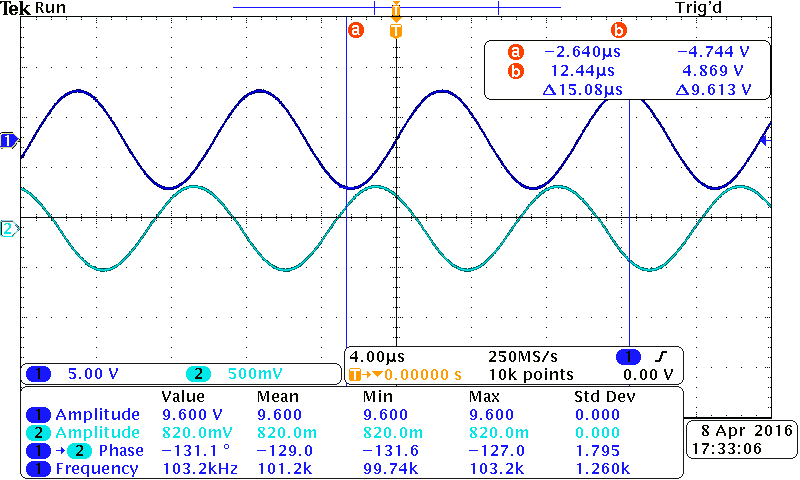 Tek Run Trig'd
T
a b
T
a −2.640µs −4.744 V
b 12.44µs 4.869 V
Δ15.08µs Δ9.613 V
1
2
1 5.00 V 2 500mV
4.00µs 250MS/s 1
T→▼0.00000 s 10k points 0.00 V
Value Mean Min Max Std Dev
1 Amplitude 9.600 V 9.600 9.600 9.600 0.000
2 Amplitude 820.0mV 820.0m 820.0m 820.0m 0.000
1 → 2 Phase −131.1 ° −129.0 −131.6 −127.0 1.795
1 Frequency 103.2kHz 101.2k 99.74k 103.2k 1.260k
8 Apr 2016
17:33:06